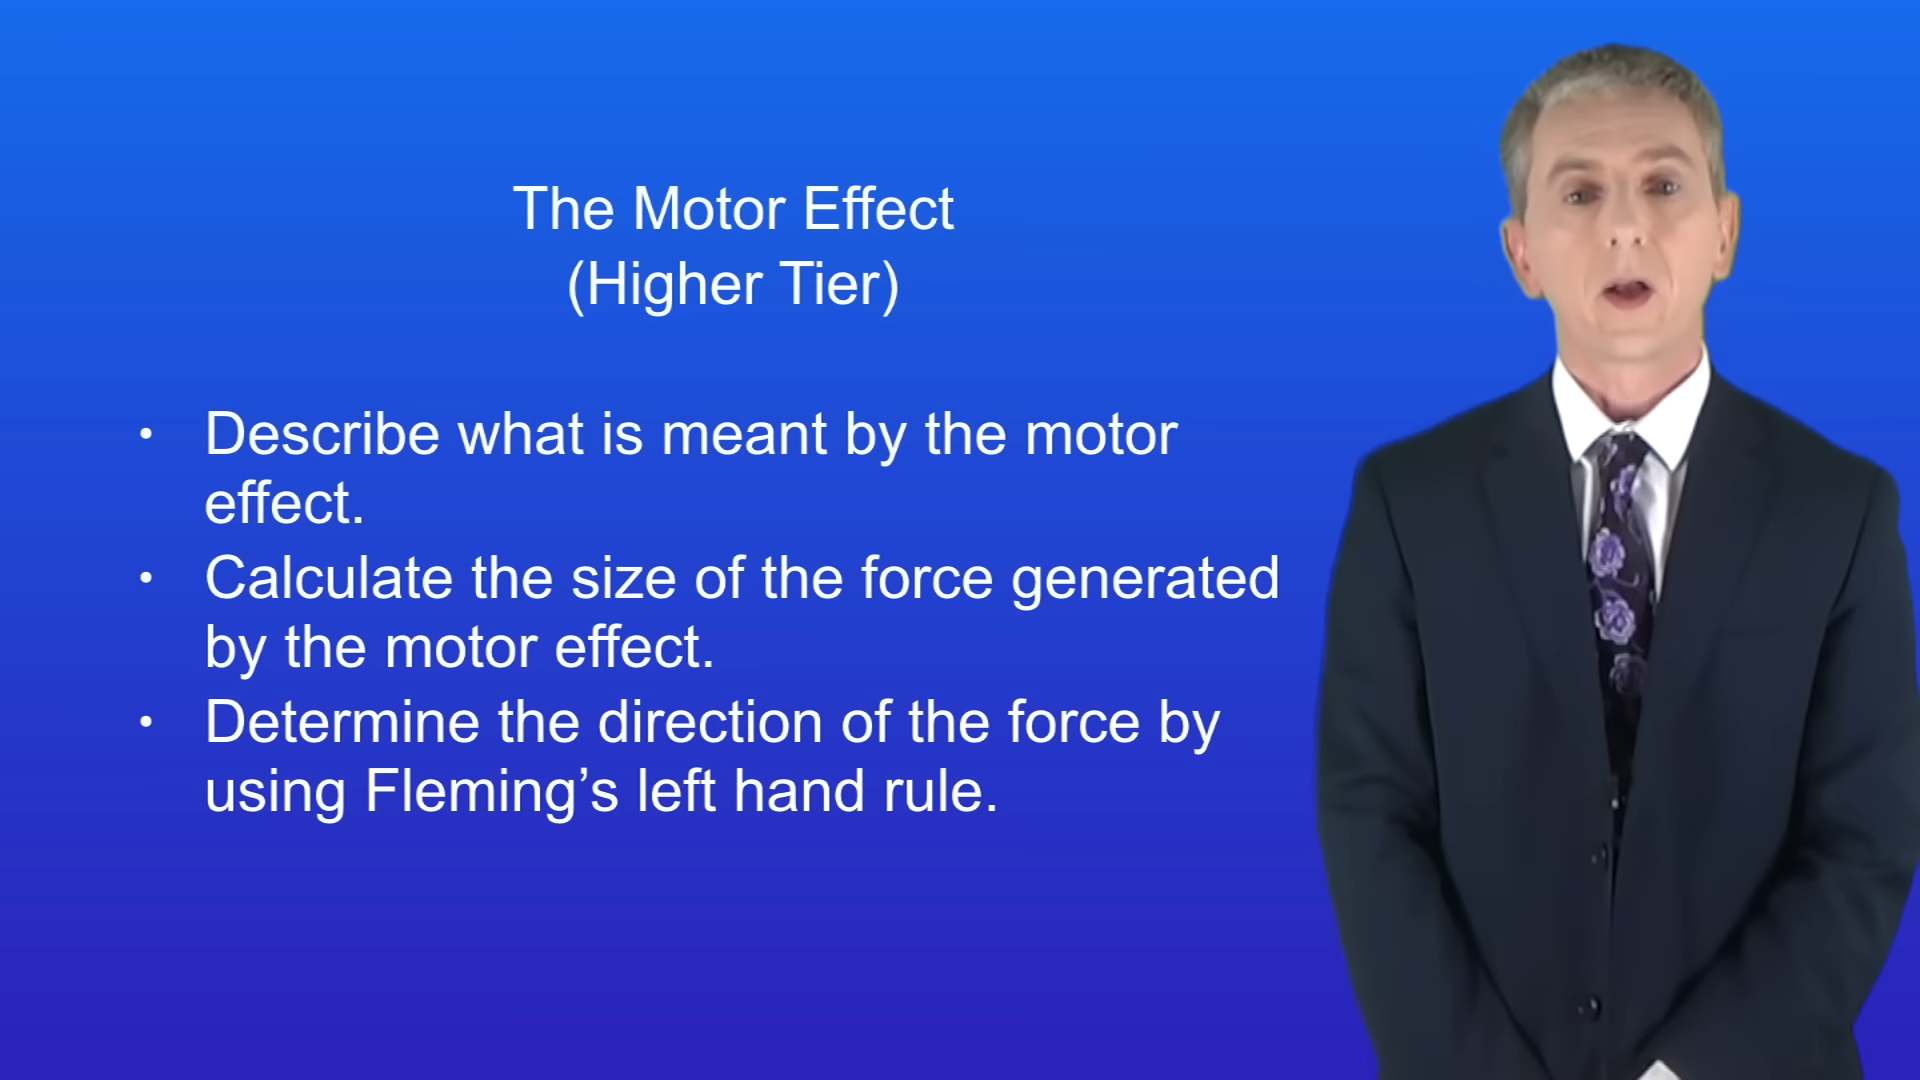 The Motor Effect
(Higher Tier)
• Describe what is meant by the motor
effect.
• Calculate the size of the force generated
by the motor effect.
• Determine the direction of the force by
using Fleming’s left hand rule.